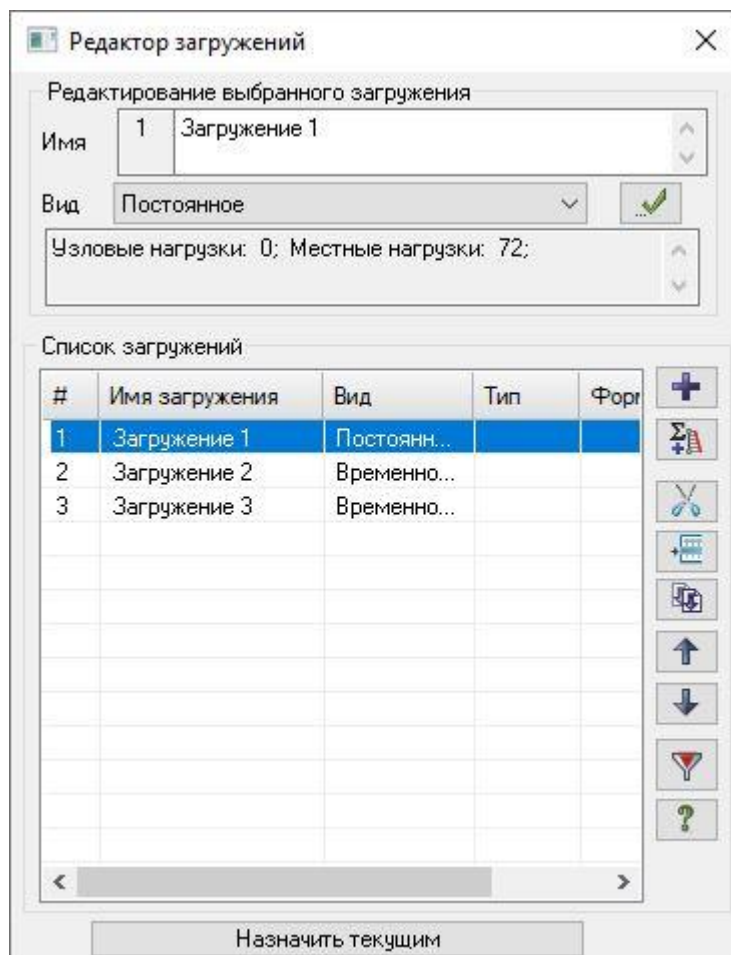 Редактор загружений
Редактирование выбранного загружения
Имя 1 Загружение 1
Вид Постоянное
Узловые нагрузки: 0; Местные нагрузки: 72;
Список загружений
# Имя загружения Вид Тип Форм
1 Загружение 1 Постоянн...
2 Загружение 2 Временно...
3 Загружение 3 Временно...
Назначить текущим